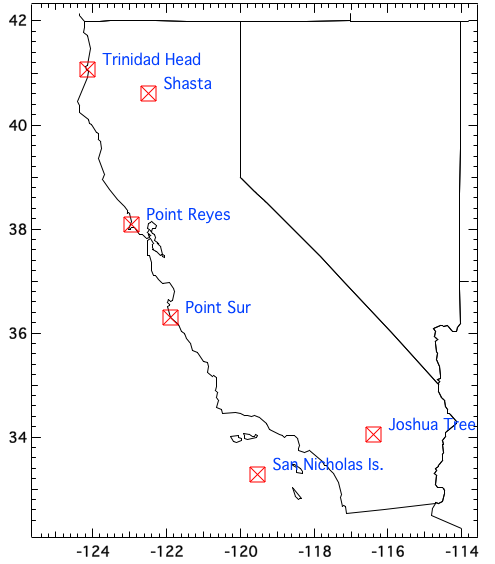 42
Trinidad Head
Shasta
40
Point Reyes
38
Point Sur
36
Joshua Tree
34
San Nicholas Is.
-124 -122 -120 -118 -116 -114